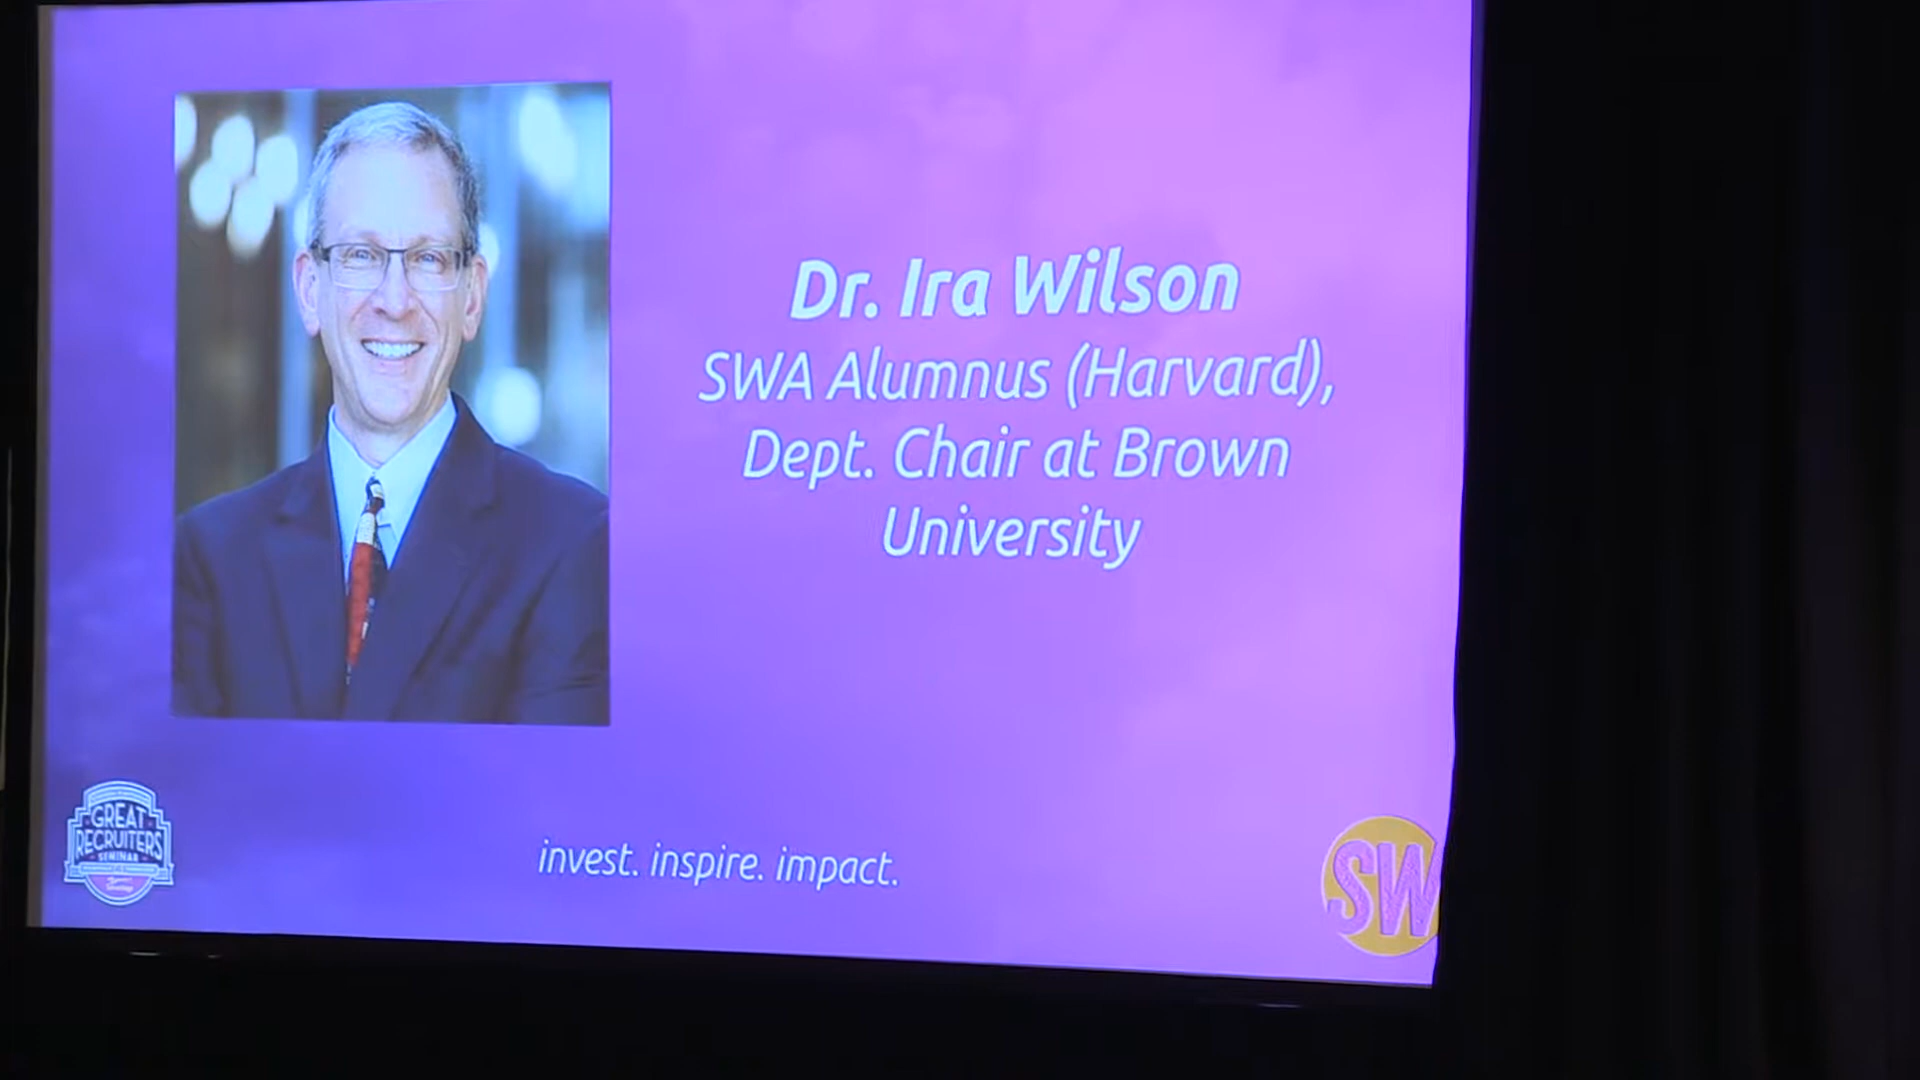 Dr. Ira Wilson
SWA Alumnus (Harvard),
Dept. Chair at Brown
University
GREAT
RECRUITERS
SEMINAR
invest. inspire. impact.
SW